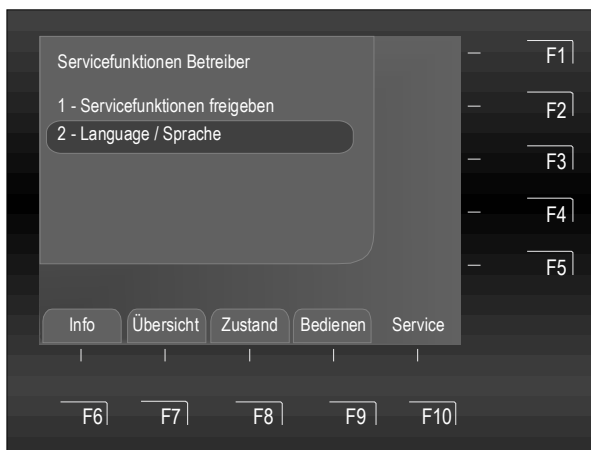 Servicefunktionen Betreiber
1 - Servicefunktionen freigeben
2 - Language / Sprache
F1
F2
F3
F4
F5
Info Übersicht Zustand Bedienen Service
F6 F7 F8 F9 F10